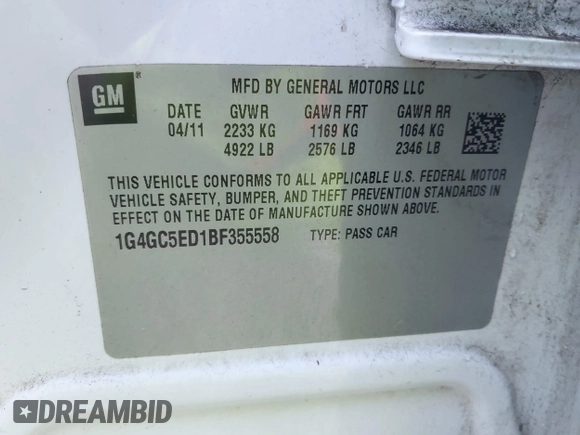 GM
®
MFD BY GENERAL MOTORS LLC
DATE GVWR GAWR FRT GAWR RR
04/11 2233 KG 1169 KG 1064 KG
4922 LB 2576 LB 2346 LB
THIS VEHICLE CONFORMS TO ALL APPLICABLE U.S. FEDERAL MOTOR
VEHICLE SAFETY, BUMPER, AND THEFT PREVENTION STANDARDS IN
EFFECT ON THE DATE OF MANUFACTURE SHOWN ABOVE.
1G4GC5ED1BF355558 TYPE: PASS CAR
DREAMBID